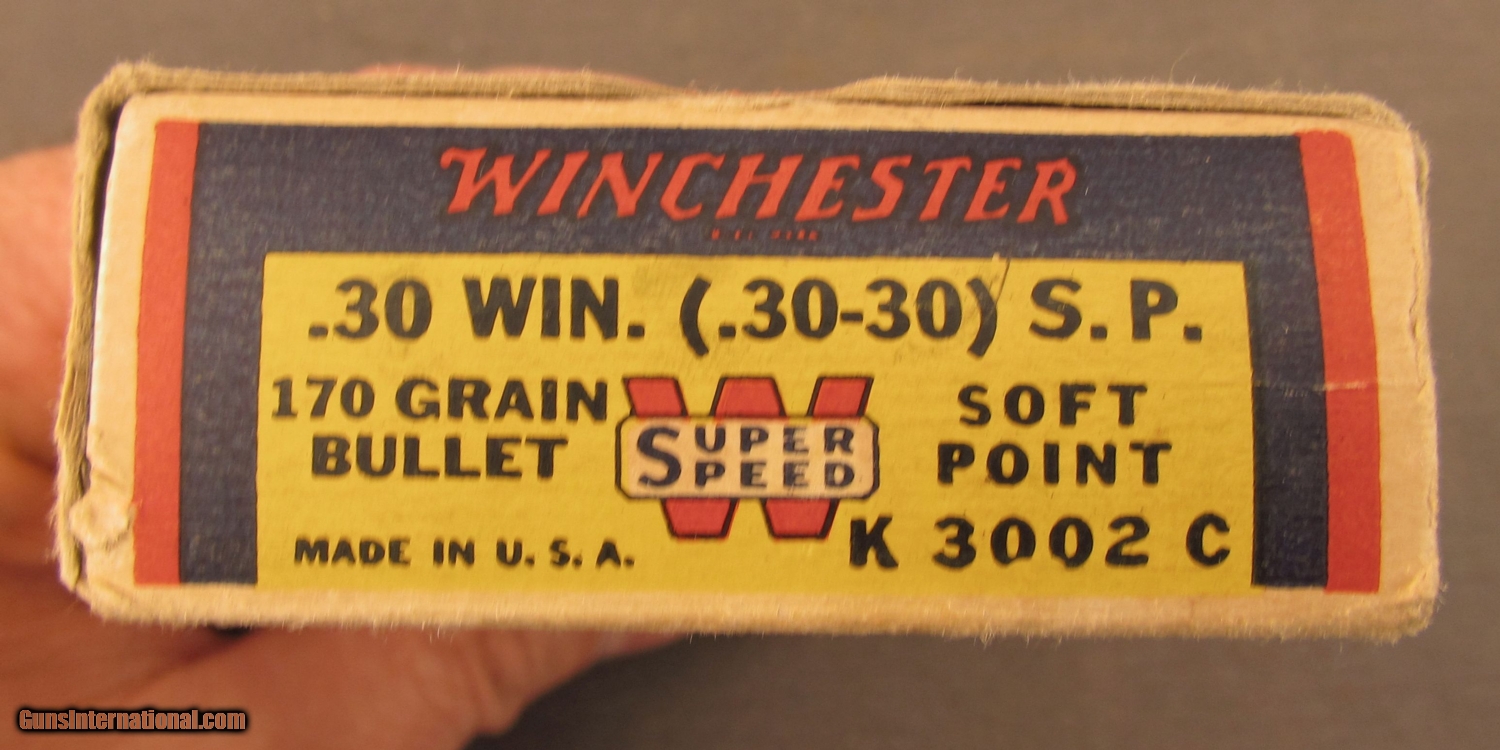 WINCHESTER
.30 WIN. (.30-30) S. P.
170 GRAIN
BULLET
SUPER
SPEED
SOFT
POINT
MADE IN U. S. A.
K 3002 C
GunsInternational.com